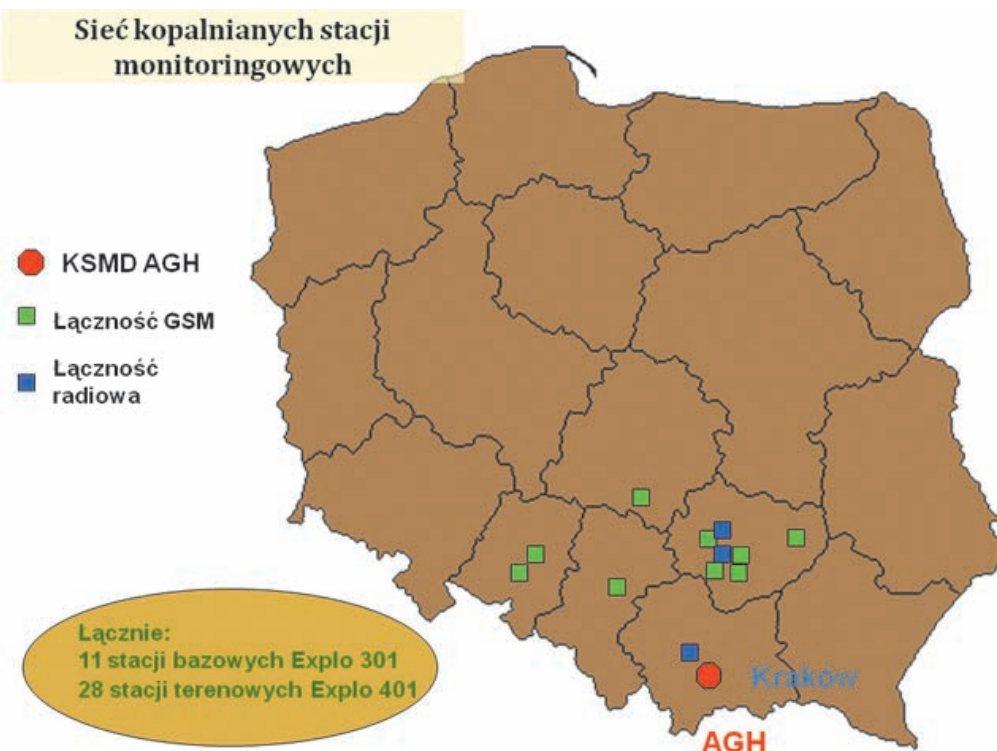 Sieć kopalnianych stacji
monitoringowych
KSMD AGH
Łączność GSM
Łączność
radiowa
Łącznie:
11 stacji bazowych Explo 301
28 stacji terenowych Explo 401
Kraków
AGH